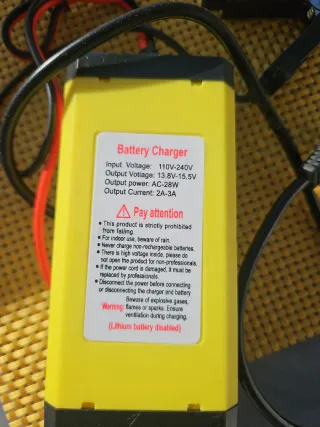 Battery Charger
Input Voltage: 110V-240V
Output Voltage: 13.8V-15.5V
Output power: AC-28W
Output Current: 2A-3A
Pay attention
• This product is strictly prohibited
from falling.
• For indoor use, beware of rain.
• Never charge non-rechargeable batteries.
• There is high voltage inside, please do
not open the product for non-professionals.
• If the power cord is damaged, it must be
replaced by professionals.
• Disconnect the power before connecting
or disconnecting the charger and battery
Warning: Beware of explosive gases,
flames or sparks. Ensure
ventilation during charging.
(Lithium battery disabled)